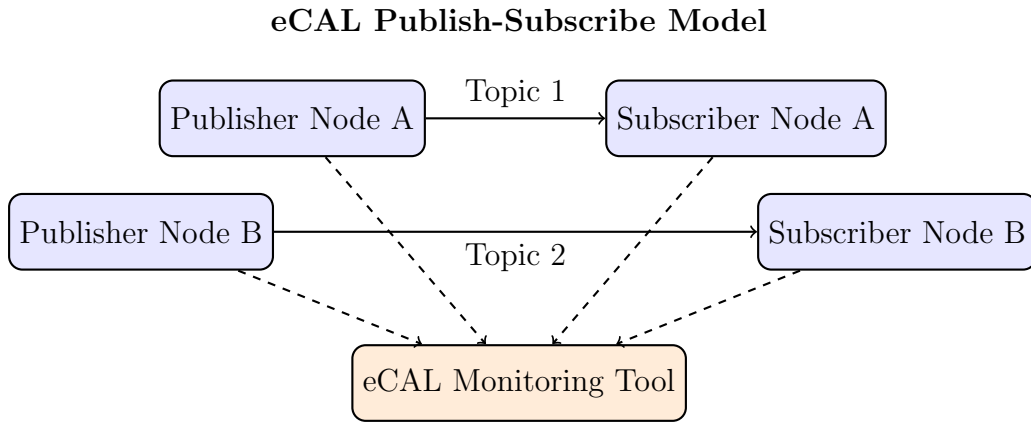 eCAL Publish-Subscribe Model
Topic 1
Publisher Node A
Subscriber Node A
Publisher Node B
Subscriber Node B
Topic 2
eCAL Monitoring Tool